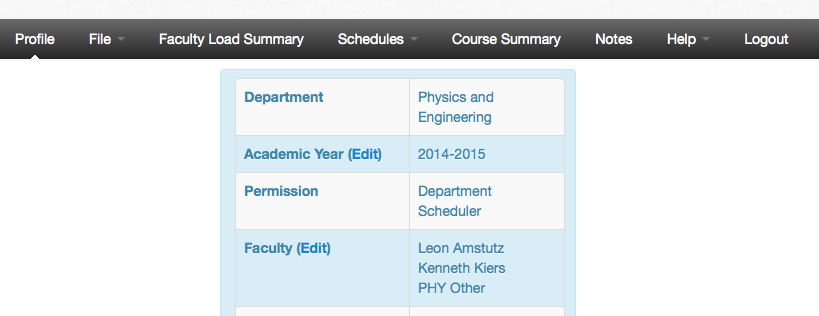 Profile File Faculty Load Summary Schedules Course Summary Notes Help Logout
Department Physics and
Engineering
Academic Year (Edit) 2014-2015
Permission Department
Scheduler
Faculty (Edit) Leon Amstutz
Kenneth Kiers
PHY Other